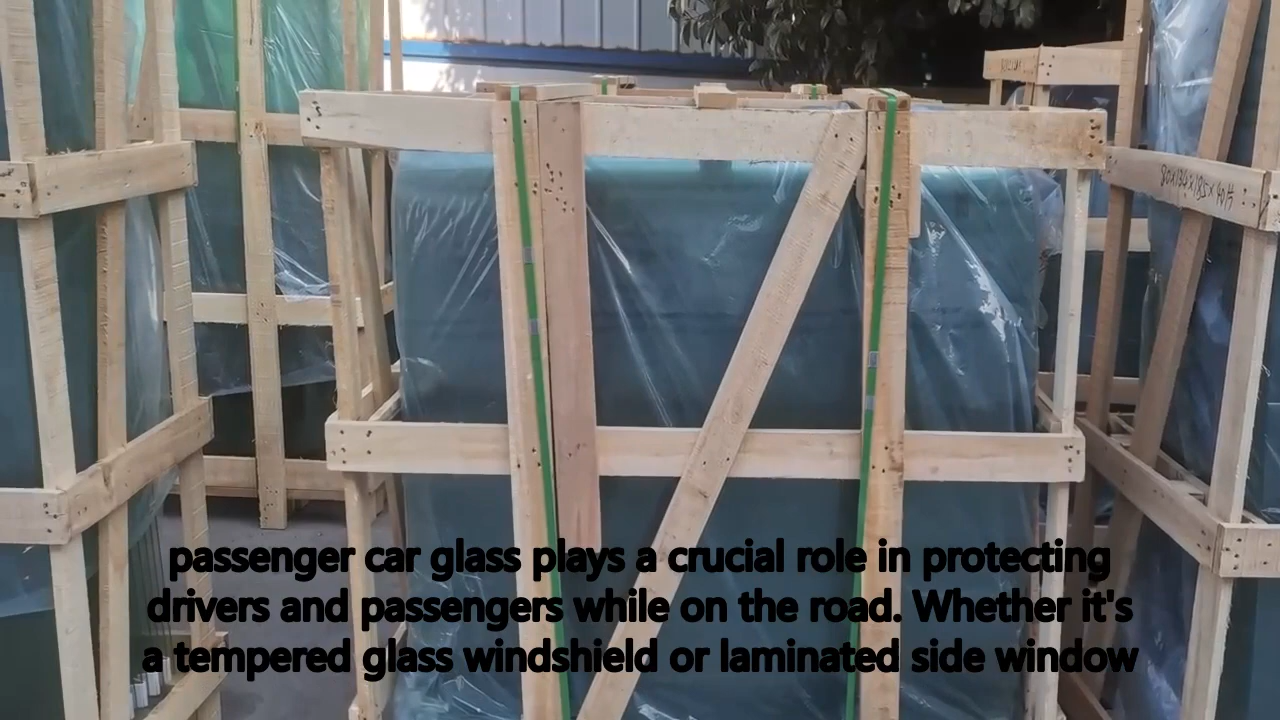 passenger car glass plays a crucial role in protecting
drivers and passengers while on the road. Whether it's
a tempered glass windshield or laminated side window